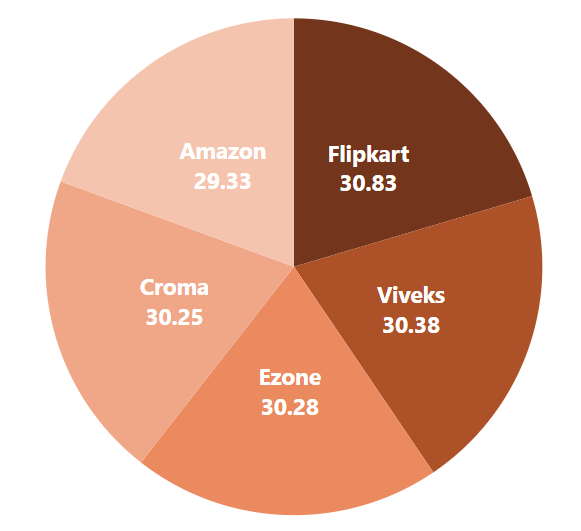 Amazon
29.33
Flipkart
30.83
Croma
30.25
Viveks
30.38
Ezone
30.28